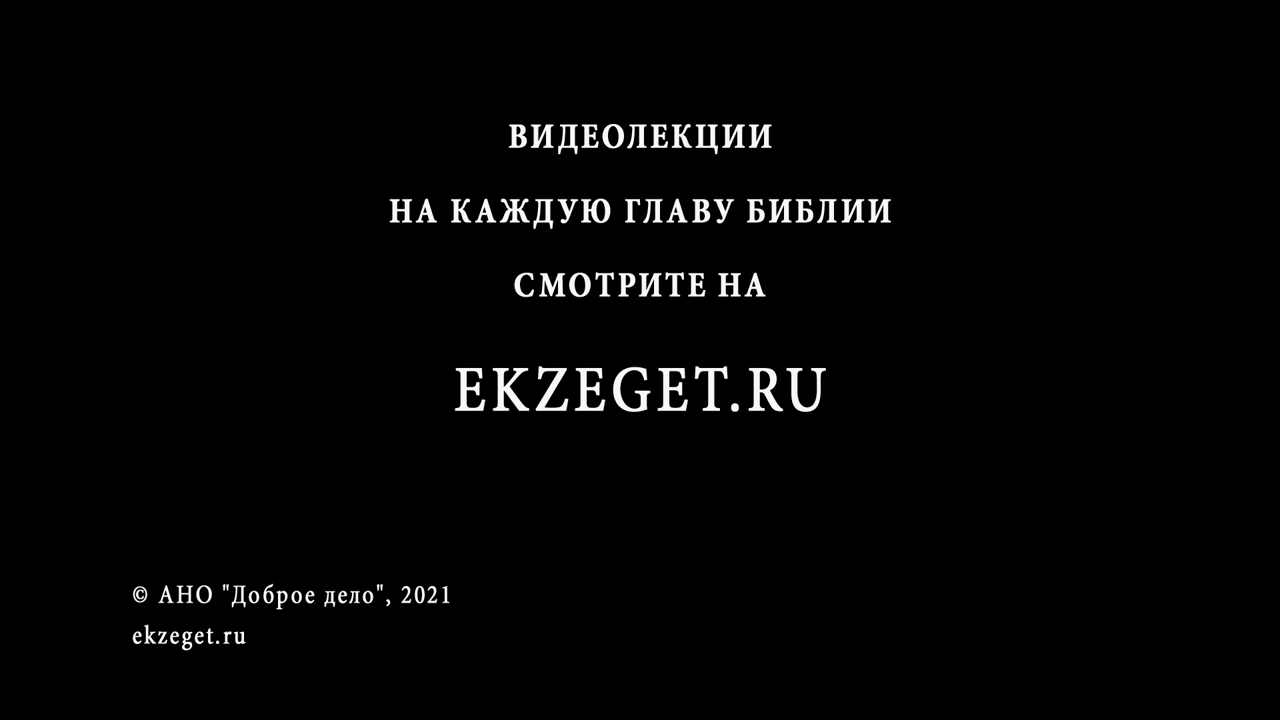 ВИДЕОЛЕКЦИИ
НА КАЖДУЮ ГЛАВУ БИБЛИИ
СМОТРИТЕ НА
EKZEGET.RU
© АНО "Доброе дело", 2021
ekzeget.ru